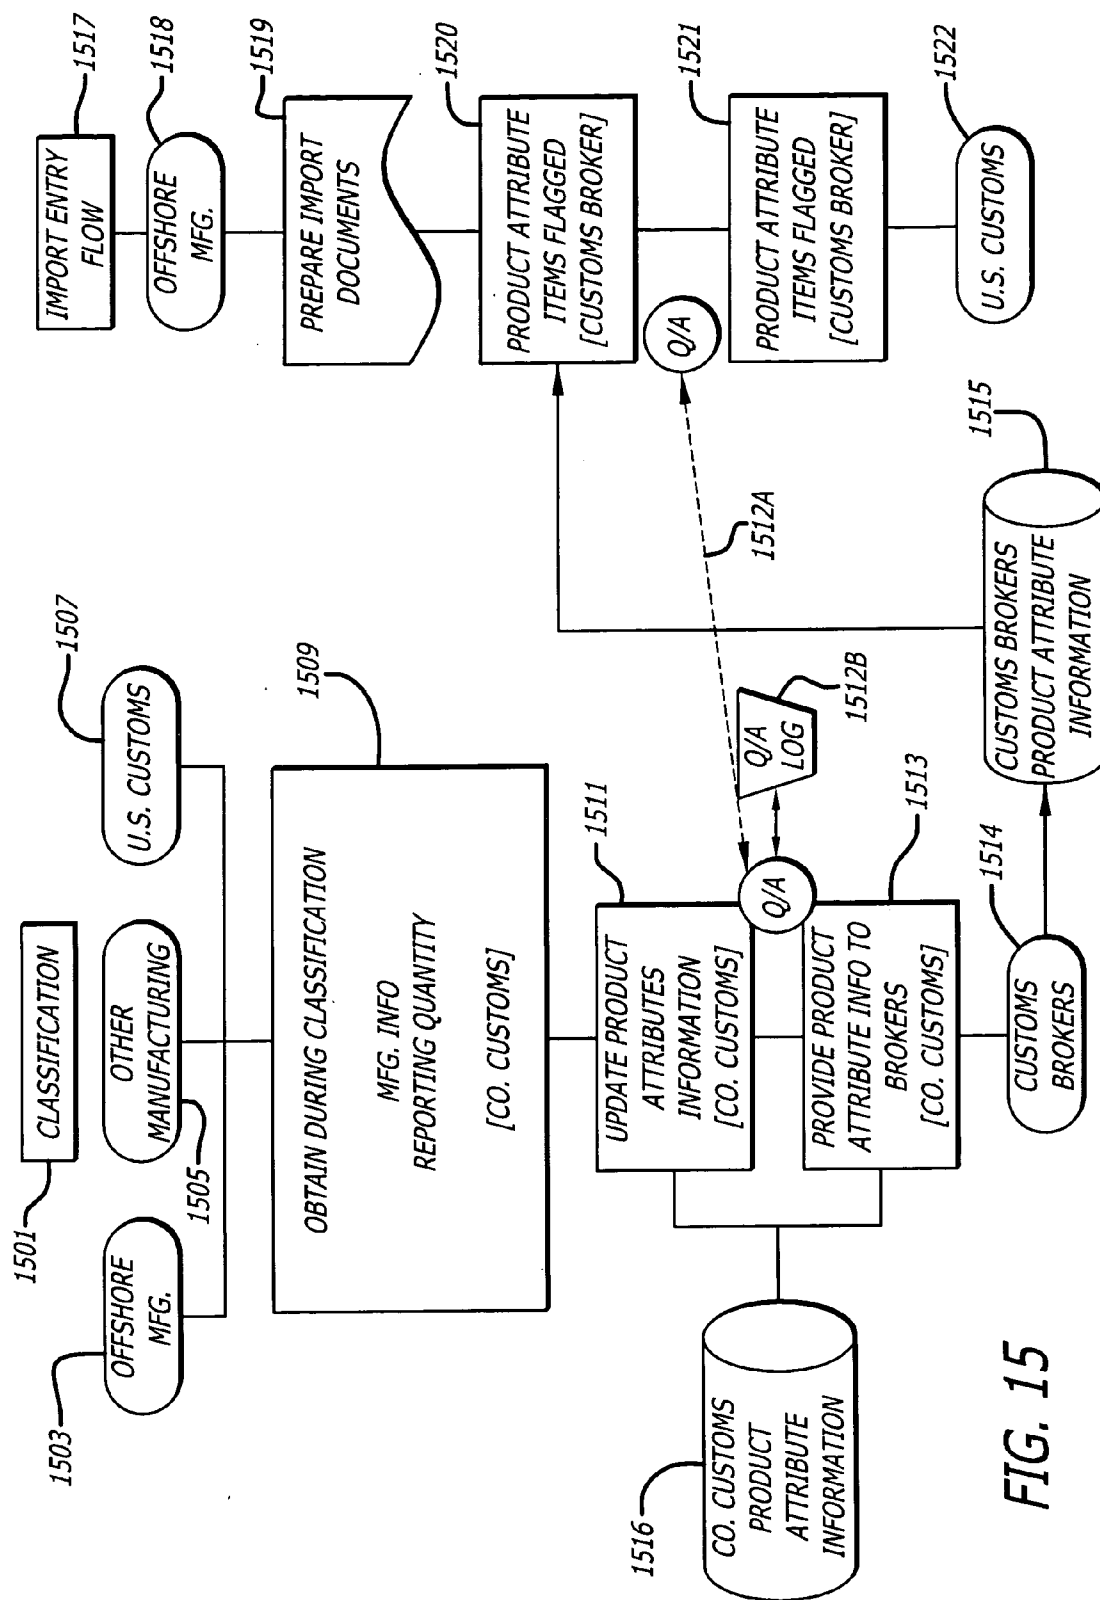 1501
CLASSIFICATION
1503
OFFSHORE
MFG.
OTHER
MANUFACTURING
1505
U.S. CUSTOMS
1507
OBTAIN DURING CLASSIFICATION
MFG. INFO
REPORTING QUANTITY
[CO. CUSTOMS]
1509
UPDATE PRODUCT
ATTRIBUTES
INFORMATION
[CO. CUSTOMS]
1511
Q/A
Q/A
LOG
1512B
1512A
PROVIDE PRODUCT
ATTRIBUTE INFO TO
BROKERS
[CO. CUSTOMS]
1513
CUSTOMS
BROKERS
1514
CUSTOMS BROKERS
PRODUCT ATTRIBUTE
INFORMATION
1515
1516
CO. CUSTOMS
PRODUCT
ATTRIBUTE
INFORMATION
IMPORT ENTRY
FLOW
1517
OFFSHORE
MFG.
1518
PREPARE IMPORT
DOCUMENTS
1519
PRODUCT ATTRIBUTE
ITEMS FLAGGED
[CUSTOMS BROKER]
1520
Q/A
PRODUCT ATTRIBUTE
ITEMS FLAGGED
[CUSTOMS BROKER]
1521
U.S. CUSTOMS
1522
FIG. 15